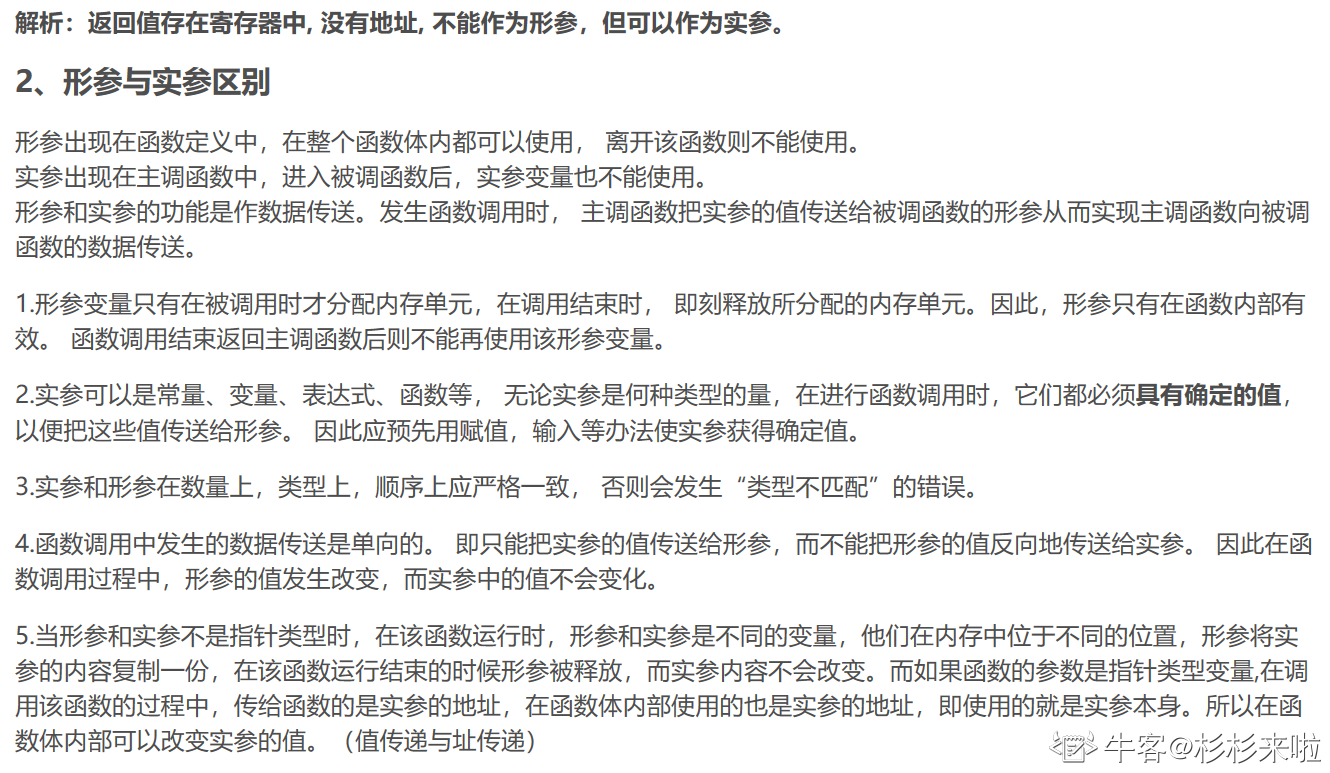 解析：返回值存在寄存器中, 没有地址, 不能作为形参，但可以作为实参。
2、形参与实参区别
形参出现在函数定义中，在整个函数体内都可以使用， 离开该函数则不能使用。
实参出现在主调函数中，进入被调函数后，实参变量也不能使用。
形参和实参的功能是作数据传送。发生函数调用时， 主调函数把实参的值传送给被调函数的形参从而实现主调函数向被调
函数的数据传送。
1.形参变量只有在被调用时才分配内存单元，在调用结束时， 即刻释放所分配的内存单元。因此，形参只有在函数内部有
效。 函数调用结束返回主调函数后则不能再使用该形参变量。
2.实参可以是常量、变量、表达式、函数等， 无论实参是何种类型的量，在进行函数调用时，它们都必须具有确定的值，
以便把这些值传送给形参。 因此应预先用赋值，输入等办法使实参获得确定值。
3.实参和形参在数量上，类型上，顺序上应严格一致， 否则会发生“类型不匹配”的错误。
4.函数调用中发生的数据传送是单向的。 即只能把实参的值传送给形参，而不能把形参的值反向地传送给实参。 因此在函
数调用过程中，形参的值发生改变，而实参中的值不会变化。
5.当形参和实参不是指针类型时，在该函数运行时，形参和实参是不同的变量，他们在内存中位于不同的位置，形参将实
参的内容复制一份，在该函数运行结束的时候形参被释放，而实参内容不会改变。而如果函数的参数是指针类型变量,在调
用该函数的过程中，传给函数的是实参的地址，在函数体内部使用的也是实参的地址，即使用的就是实参本身。所以在函
数体内部可以改变实参的值。（值传递与址传递）
牛客@杉杉来啦